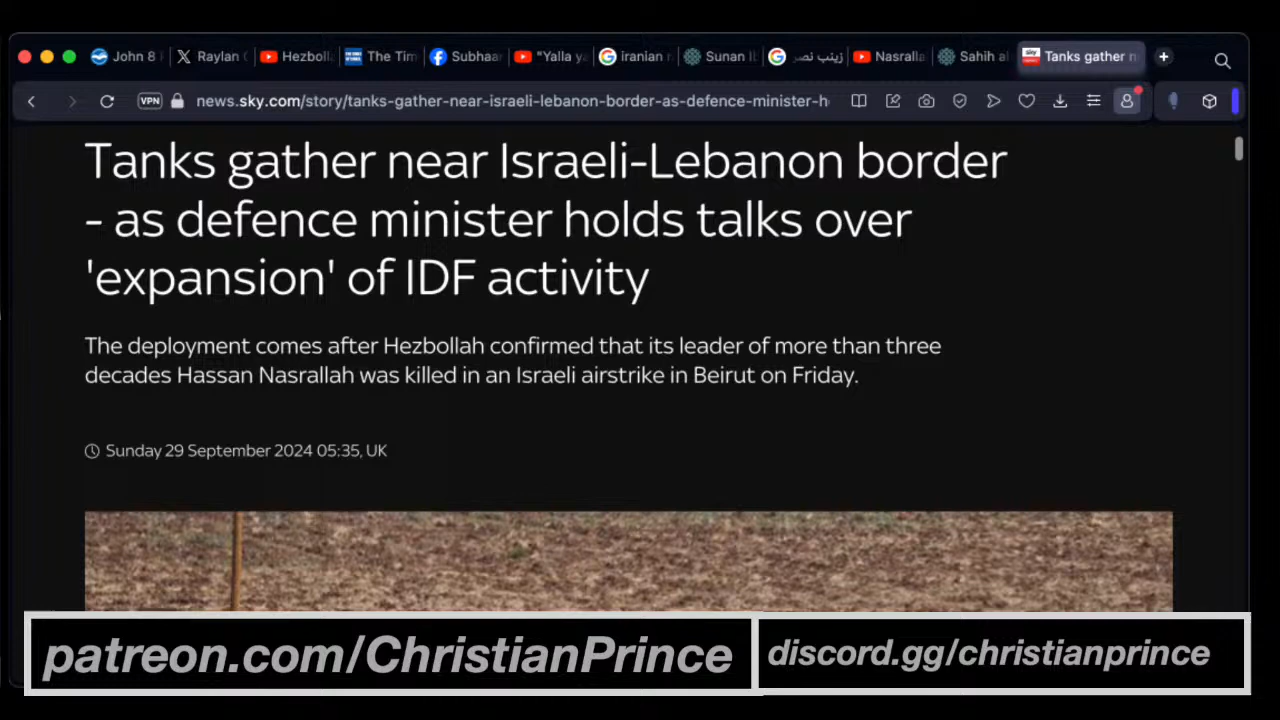 John 8
Raylan
Hezboll
The Tim
Subhaa
"Yalla y
iranian
Sunan I
زينب نصر
Nasralla
Sahih al
Tanks gather n
VPN
news.sky.com/story/tanks-gather-near-israeli-lebanon-border-as-defence-minister-h
Tanks gather near Israeli-Lebanon border
- as defence minister holds talks over
'expansion' of IDF activity
The deployment comes after Hezbollah confirmed that its leader of more than three
decades Hassan Nasrallah was killed in an Israeli airstrike in Beirut on Friday.
Sunday 29 September 2024 05:35, UK
patreon.com/ChristianPrince
discord.gg/christianprince